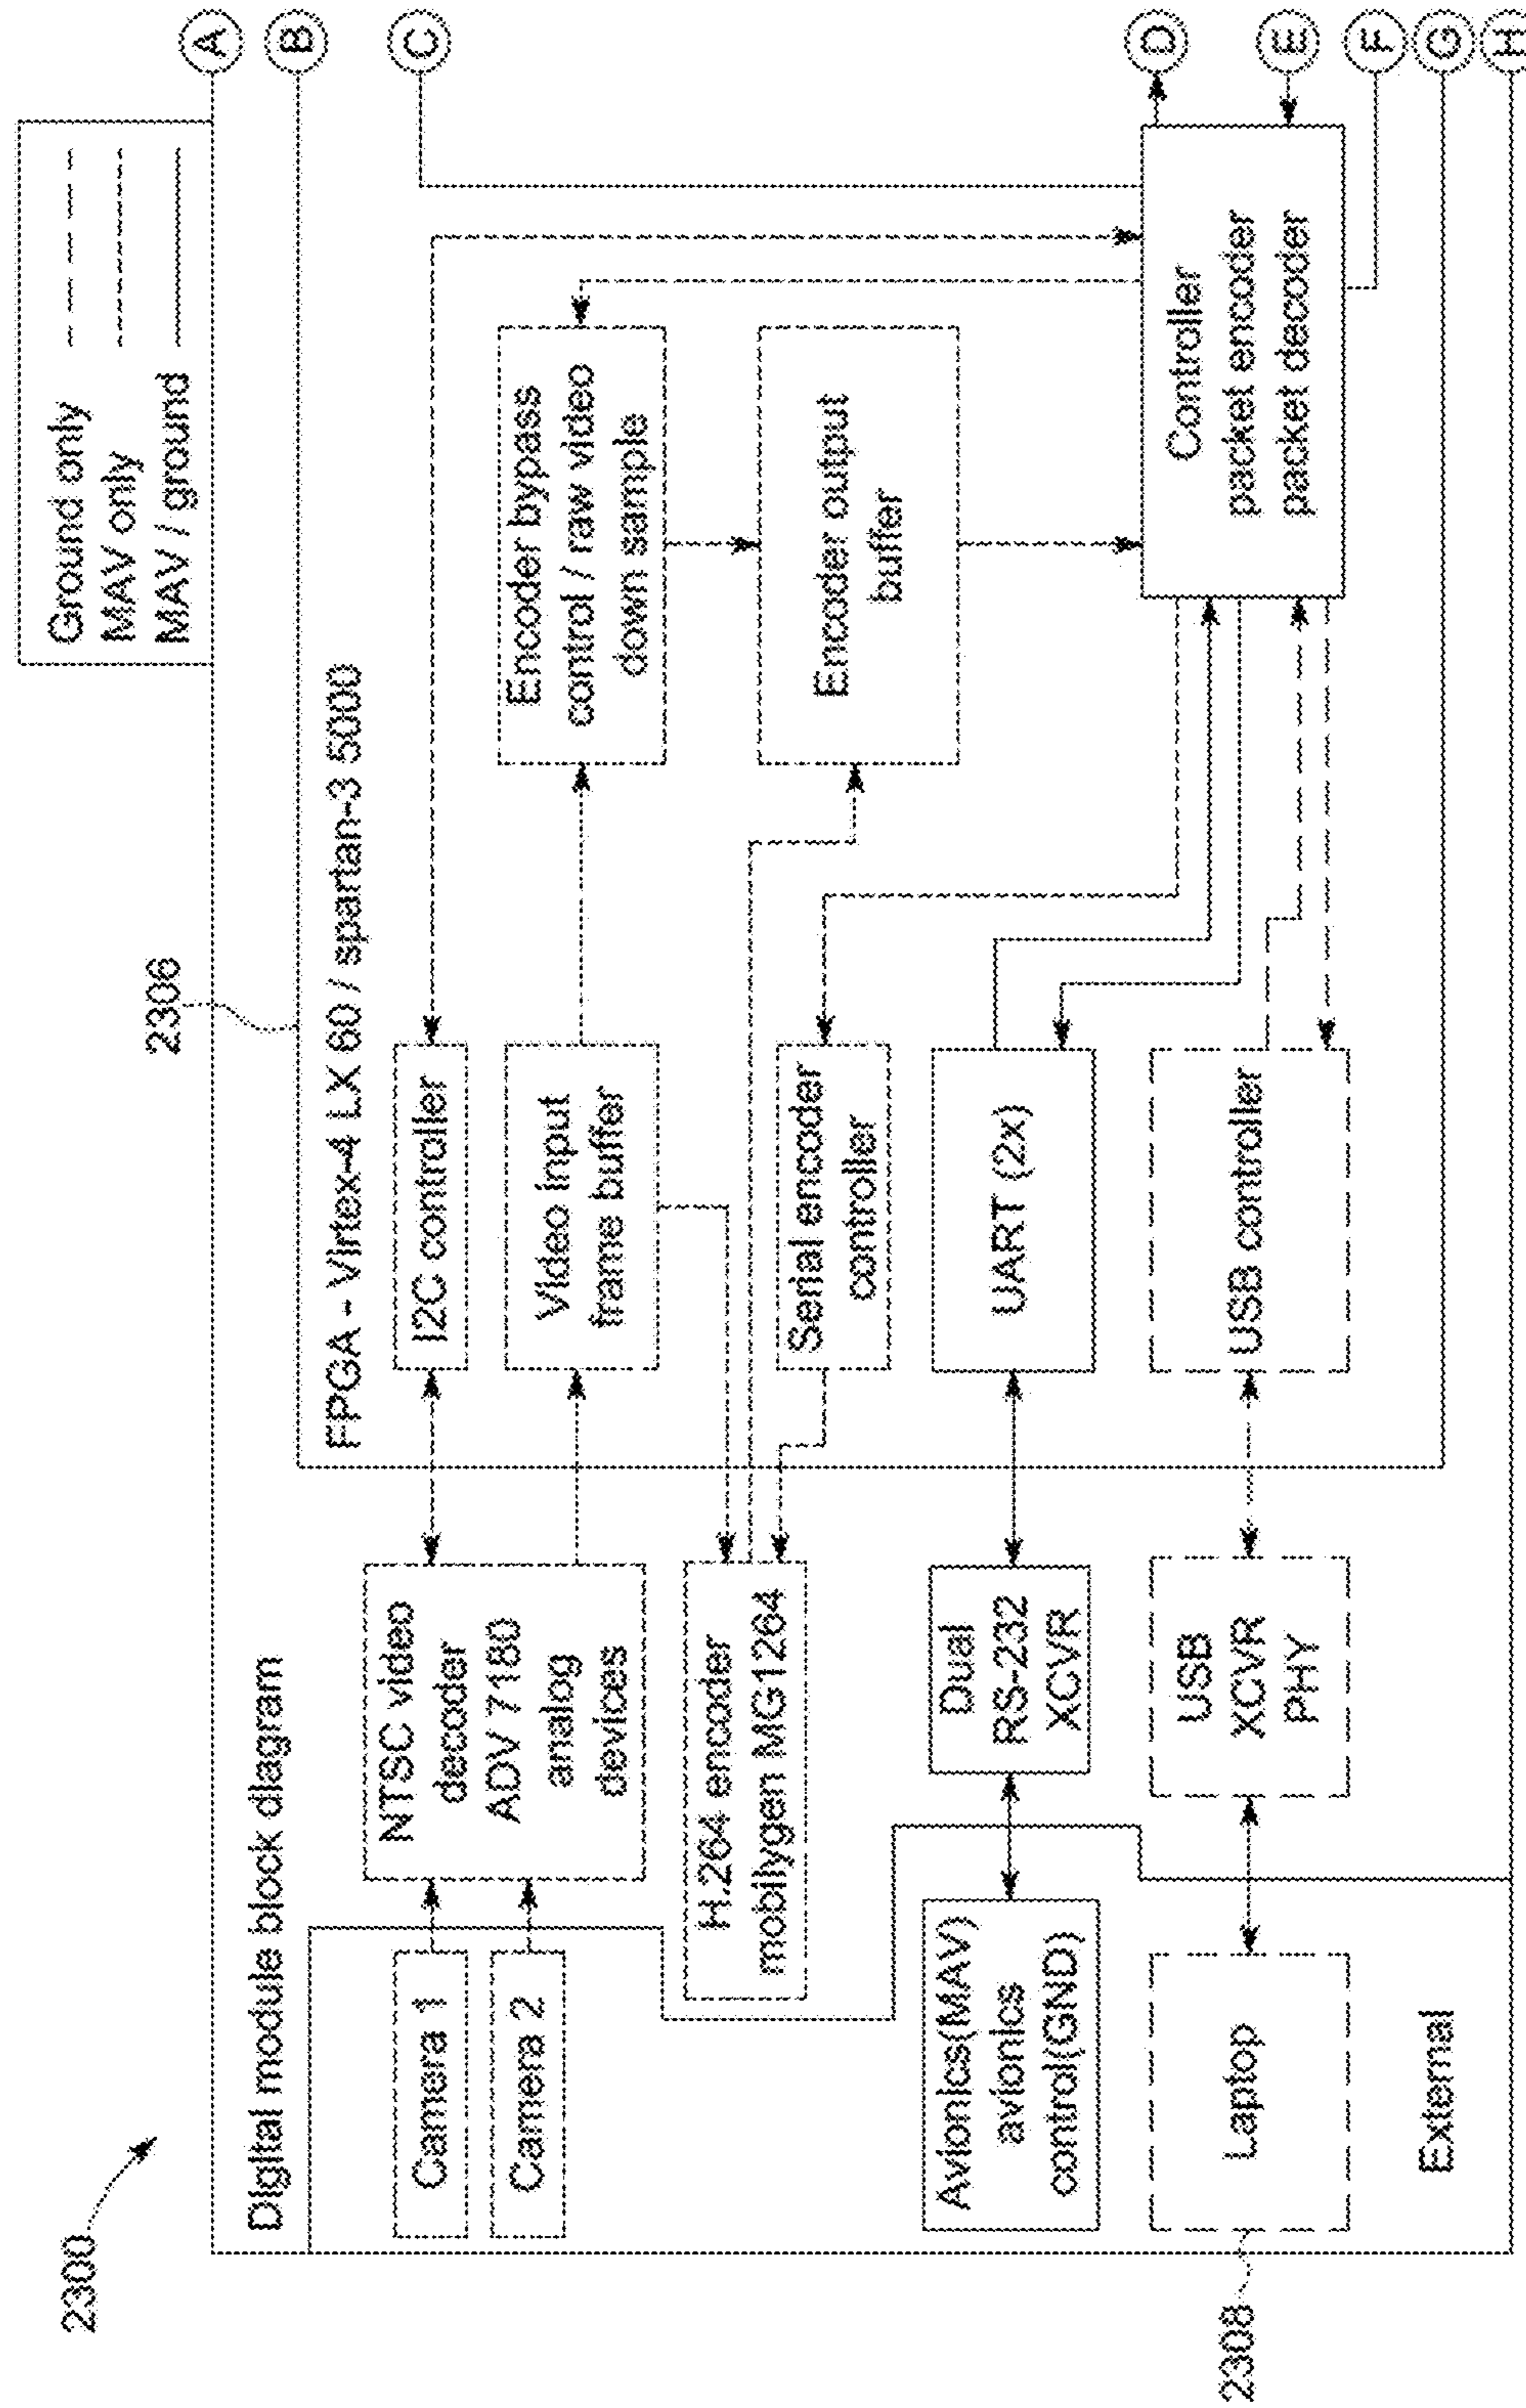 2300
Digital module block diagram
Ground only
MAV only
MAV / ground
2306
FPGA - Virtex-4 LX 60 / spartan-3 5000
Camera 1
Camera 2
NTSC video
decoder
ADV 7180
analog
devices
I2C controller
Video input
frame buffer
Encoder bypass
control / raw video
down sample
H.264 encoder
mobilygen MG1264
Serial encoder
controller
Encoder output
buffer
Avionics(MAV)
avionics
control(GND)
Dual
RS-232
XCVR
UART (2x)
Controller
packet encoder
packet decoder
2308
Laptop
USB
XCVR
PHY
USB controller
External
A
B
C
D
E
F
G
H